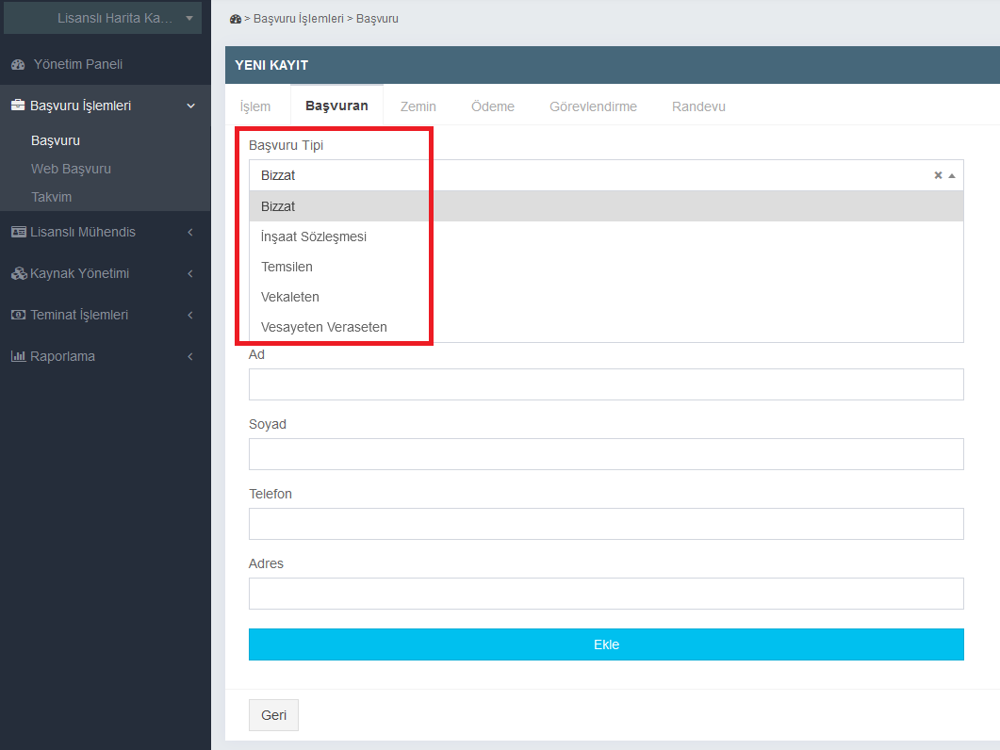 Lisanslı Harita Ka...
Yönetim Paneli
Başvuru İşlemleri
Başvuru
Web Başvuru
Takvim
Lisanslı Mühendis
Kaynak Yönetimi
Teminat İşlemleri
Raporlama
> Başvuru İşlemleri > Başvuru
YENİ KAYIT
İşlem Başvuran Zemin Ödeme Görevlendirme Randevu
Başvuru Tipi
Bizzat
Bizzat
İnşaat Sözleşmesi
Temsilen
Vekaleten
Vesayeten Veraseten
Ad
Soyad
Telefon
Adres
Ekle
Geri